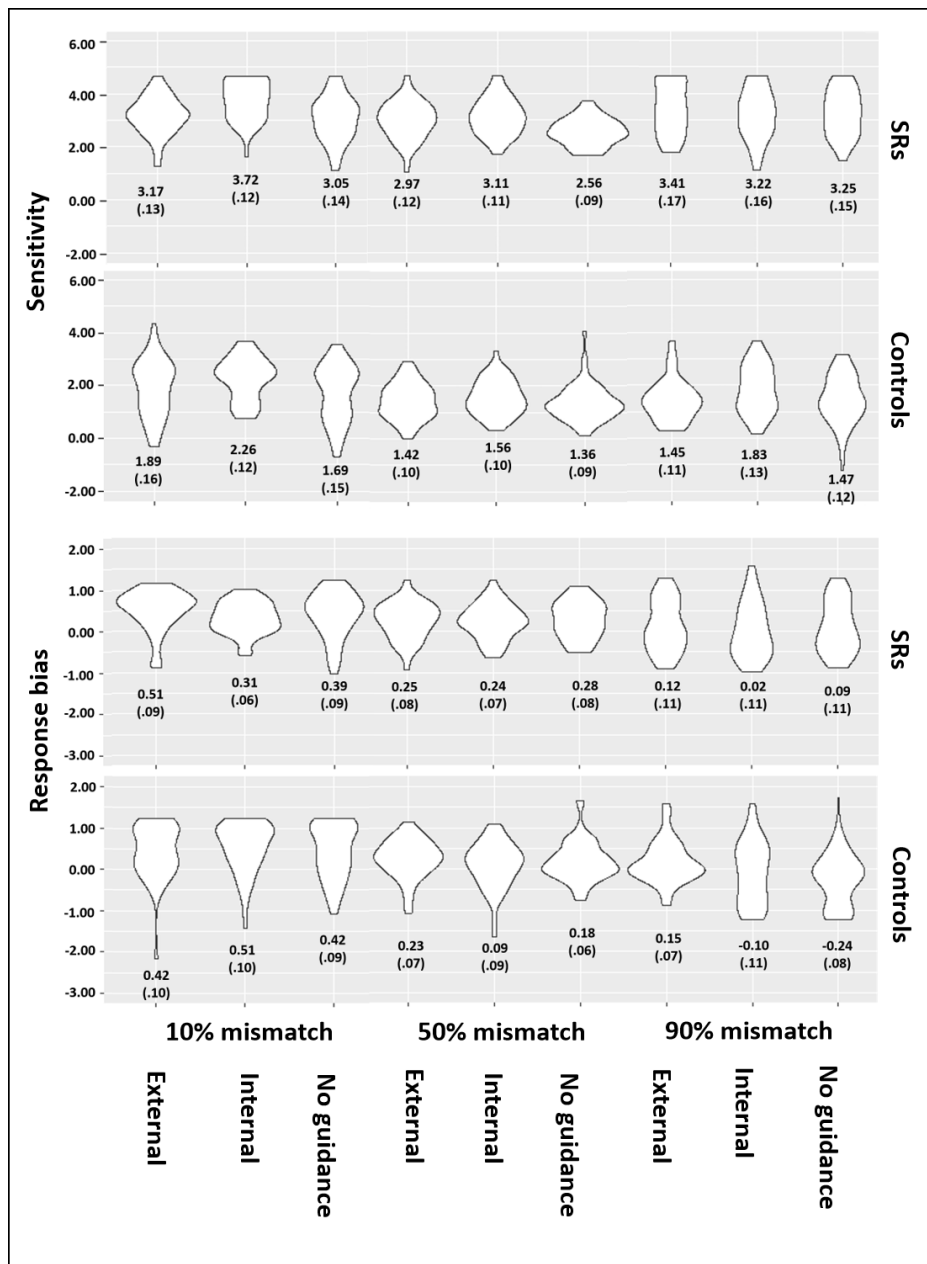 Sensitivity
6.00
4.00
2.00
0.00
-2.00
3.17 3.72 3.05 2.97 3.11 2.56 3.41 3.22 3.25
(.13) (.12) (.14) (.12) (.11) (.09) (.17) (.16) (.15)
SRs
6.00
4.00
2.00
0.00
-2.00
1.89 2.26 1.69 1.42 1.56 1.36 1.45 1.83 1.47
(.16) (.12) (.15) (.10) (.10) (.09) (.11) (.13) (.12)
Controls
Response bias
2.00
1.00
0.00
-1.00
-2.00
-3.00
0.51 0.31 0.39 0.25 0.24 0.28 0.12 0.02 0.09
(.09) (.06) (.09) (.08) (.07) (.08) (.11) (.11) (.11)
SRs
2.00
1.00
0.00
-1.00
-2.00
-3.00
0.42 0.51 0.42 0.23 0.09 0.18 0.15 -0.10 -0.24
(.10) (.10) (.09) (.07) (.09) (.06) (.07) (.11) (.08)
Controls
10% mismatch 50% mismatch 90% mismatch
External Internal No guidance External Internal No guidance External Internal No guidance